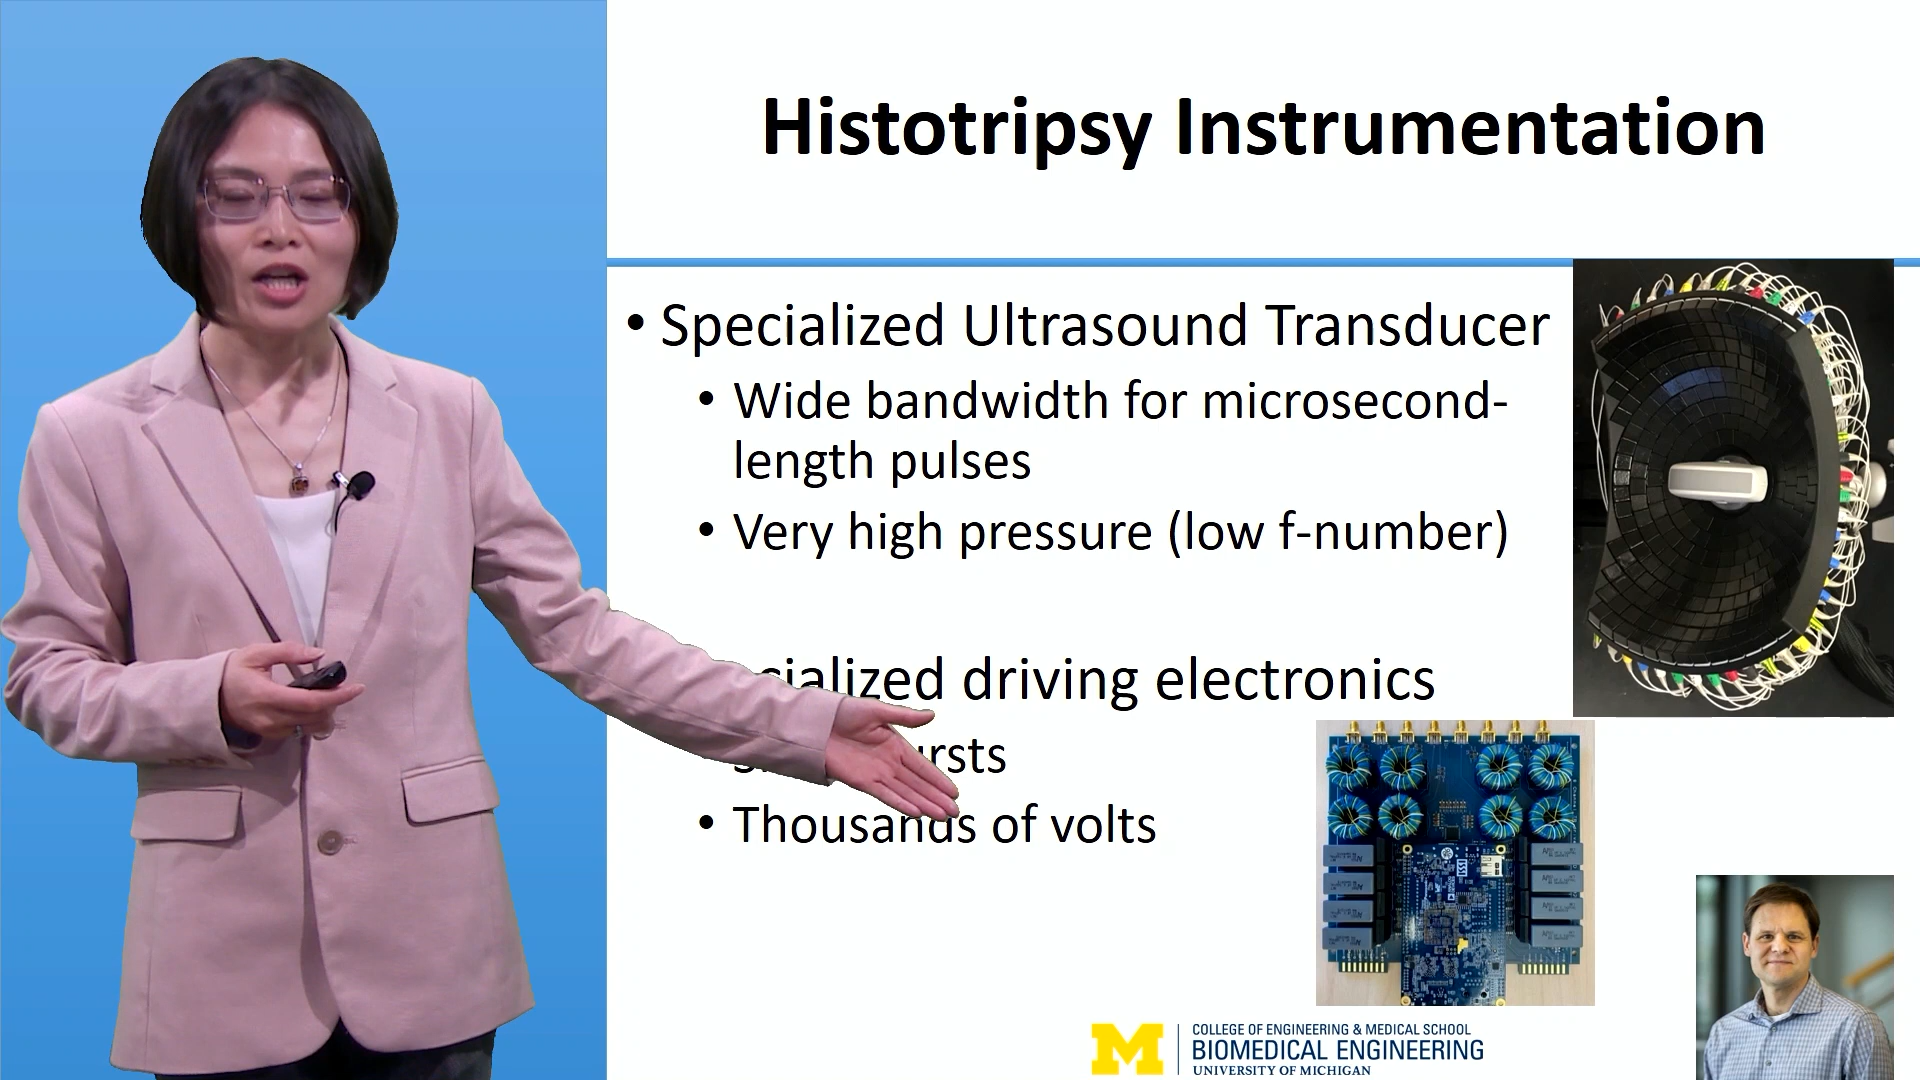 Histotripsy Instrumentation
• Specialized Ultrasound Transducer
• Wide bandwidth for microsecond-
length pulses
• Very high pressure (low f-number)
cialized driving electronics
rsts
• Thousands of volts
M
COLLEGE OF ENGINEERING & MEDICAL SCHOOL
BIOMEDICAL ENGINEERING
UNIVERSITY OF MICHIGAN